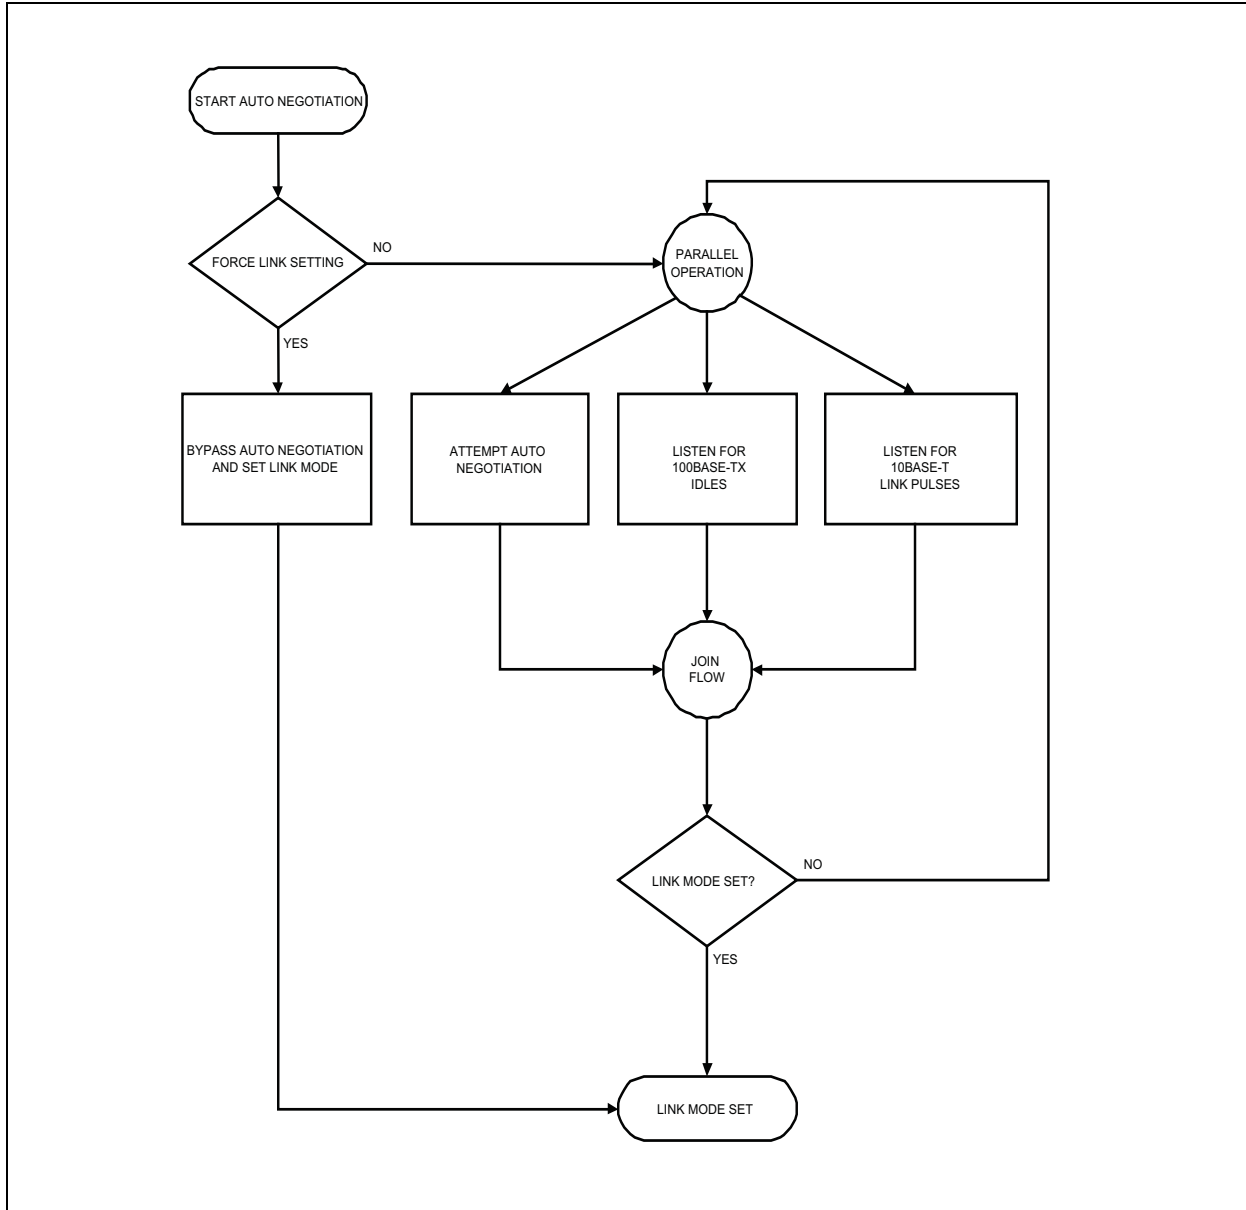 START AUTO NEGOTIATION
FORCE LINK SETTING
NO
PARALLEL
OPERATION
YES
BYPASS AUTO NEGOTIATION
AND SET LINK MODE
ATTEMPT AUTO
NEGOTIATION
LISTEN FOR
100BASE-TX
IDLES
LISTEN FOR
10BASE-T
LINK PULSES
JOIN
FLOW
LINK MODE SET?
NO
YES
LINK MODE SET